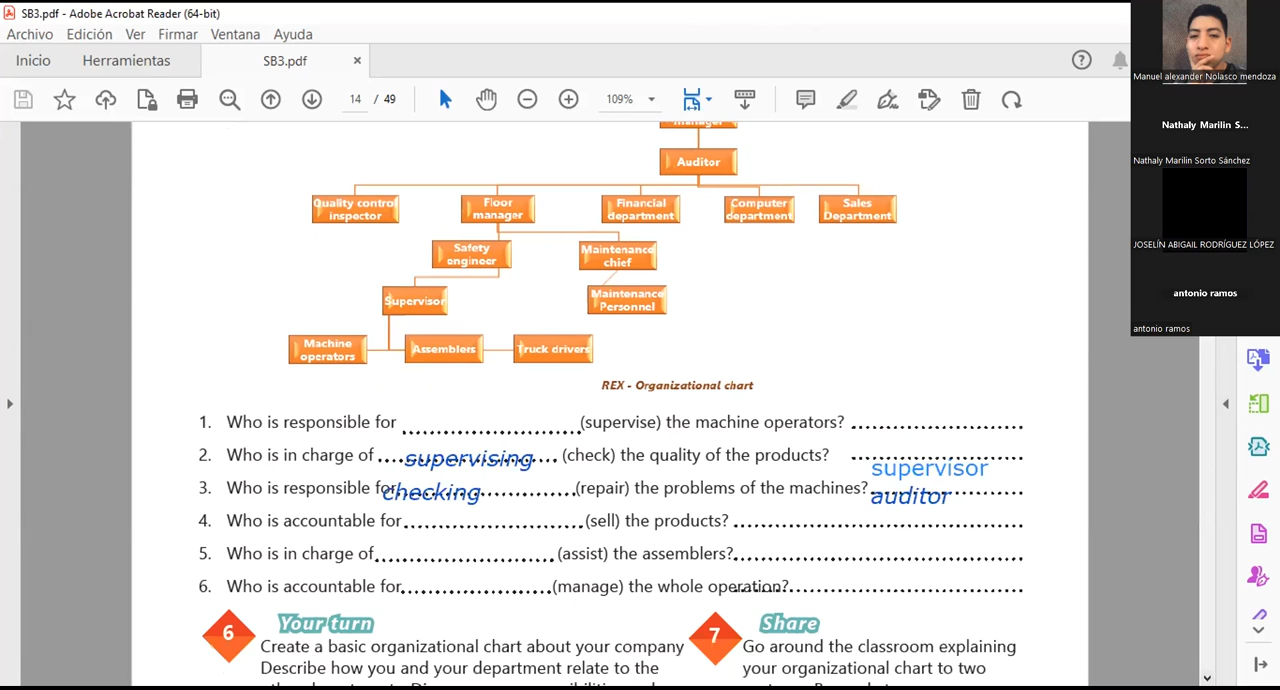 SB3.pdf - Adobe Acrobat Reader (64-bit)
Archivo Edición Ver Firmar Ventana Ayuda
Inicio Herramientas SB3.pdf ×
14 / 49 109%
Manuel alexander Nolasco mendoza
Nathaly Marilin S...
Nathaly Marilin Sorto Sánchez
JOSELÍN ABIGAIL RODRÍGUEZ LÓPEZ
antonio ramos
antonio ramos
manager
Auditor
Quality control inspector
Floor manager
Financial department
Computer department
Sales Department
Safety engineer
Maintenance chief
Supervisor
Maintenance Personnel
Machine operators
Assemblers
Truck drivers
REX - Organizational chart
1. Who is responsible for ........................ (supervise) the machine operators? ........................
2. Who is in charge of ........................ (check) the quality of the products? ........................
supervising
supervisor
3. Who is responsible for ........................ (repair) the problems of the machines? ........................
checking
auditor
4. Who is accountable for ........................ (sell) the products? ........................
5. Who is in charge of ........................ (assist) the assemblers? ........................
6. Who is accountable for ........................ (manage) the whole operation? ........................
6 Your turn
Create a basic organizational chart about your company
Describe how you and your department relate to the
7 Share
Go around the classroom explaining
your organizational chart to two